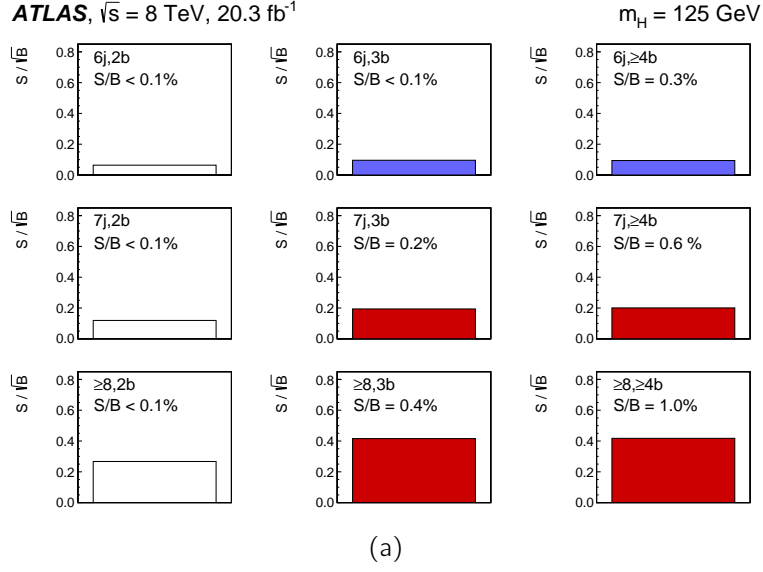 ATLAS, √s = 8 TeV, 20.3 fb⁻¹ m_H = 125 GeV
S / √B
0.8
0.6
0.4
0.2
0.0
6j,2b
S/B < 0.1%
S / √B
0.8
0.6
0.4
0.2
0.0
6j,3b
S/B < 0.1%
S / √B
0.8
0.6
0.4
0.2
0.0
6j,≥4b
S/B = 0.3%
S / √B
0.8
0.6
0.4
0.2
0.0
7j,2b
S/B < 0.1%
S / √B
0.8
0.6
0.4
0.2
0.0
7j,3b
S/B = 0.2%
S / √B
0.8
0.6
0.4
0.2
0.0
7j,≥4b
S/B = 0.6 %
S / √B
0.8
0.6
0.4
0.2
0.0
≥8,2b
S/B < 0.1%
S / √B
0.8
0.6
0.4
0.2
0.0
≥8,3b
S/B = 0.4%
S / √B
0.8
0.6
0.4
0.2
0.0
≥8,≥4b
S/B = 1.0%
(a)